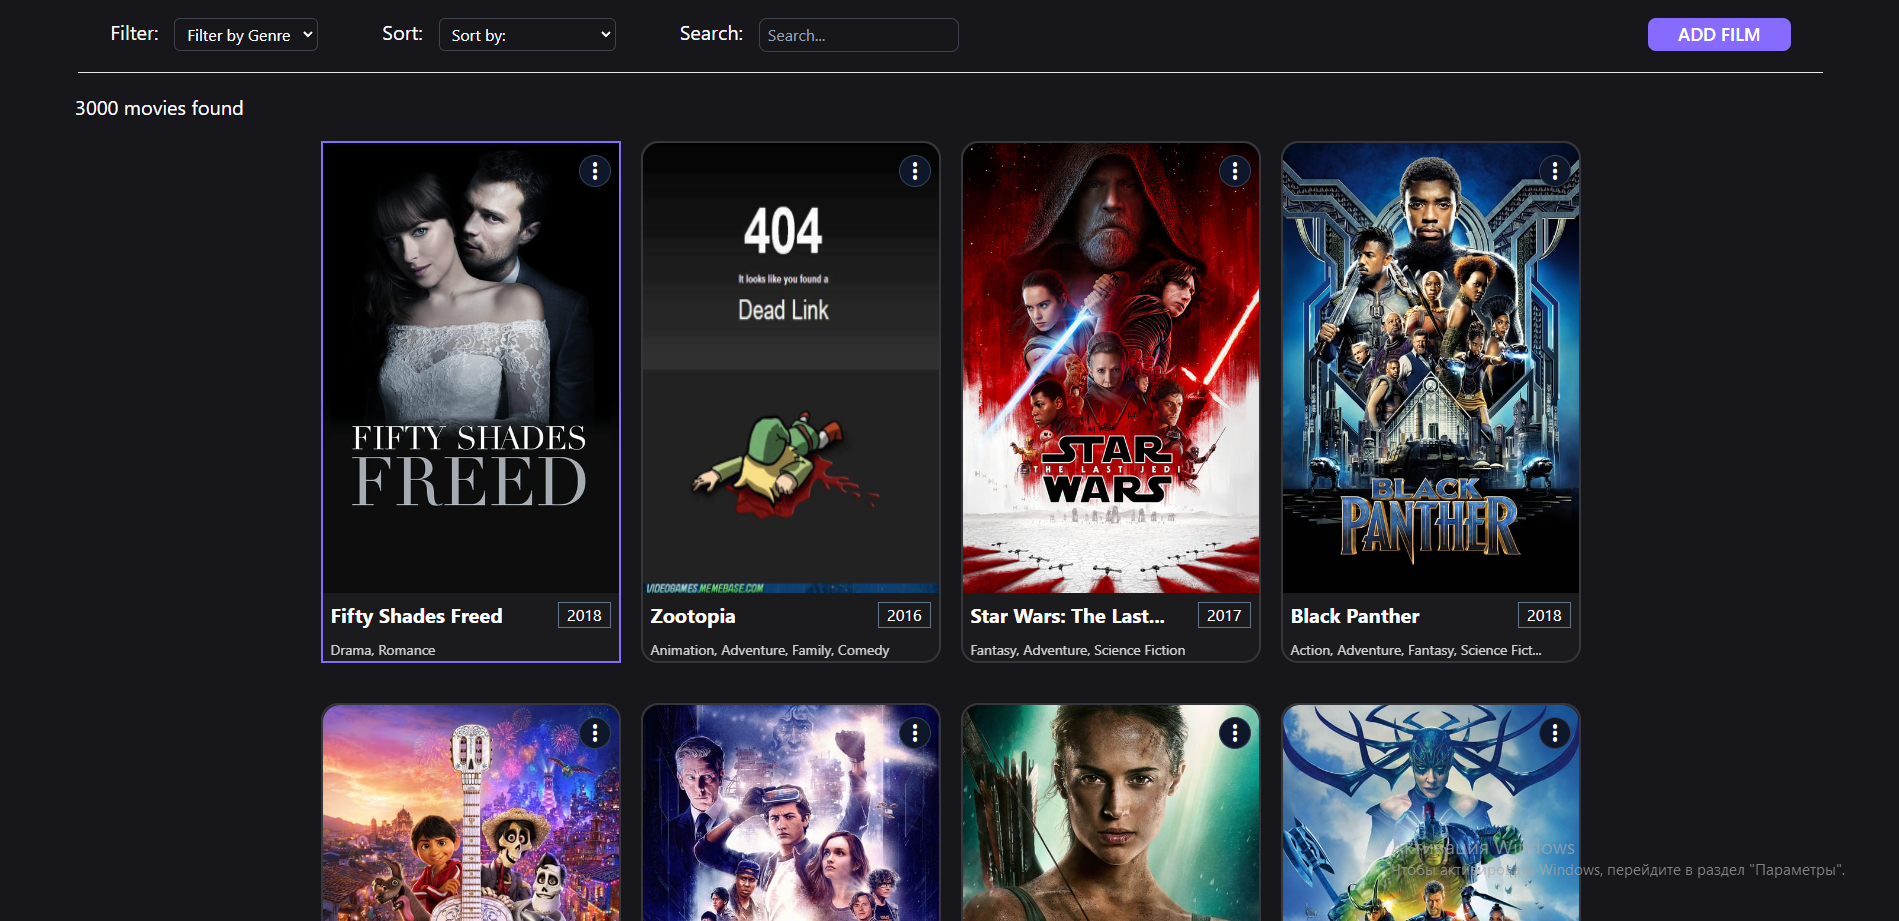 Filter: Filter by Genre Sort: Sort by: Search: Search... ADD FILM
3000 movies found
404
It looks like you found a
Dead Link
VIDEOGAMES.MEMEBASE.COM
FIFTY SHADES
FREED
STAR
THE LAST JEDI
WARS
BLACK
PANTHER
Fifty Shades Freed 2018
Drama, Romance
Zootopia 2016
Animation, Adventure, Family, Comedy
Star Wars: The Last... 2017
Fantasy, Adventure, Science Fiction
Black Panther 2018
Action, Adventure, Fantasy, Science Fict...
Активация Windows
Чтобы активировать Windows, перейдите в раздел "Параметры".